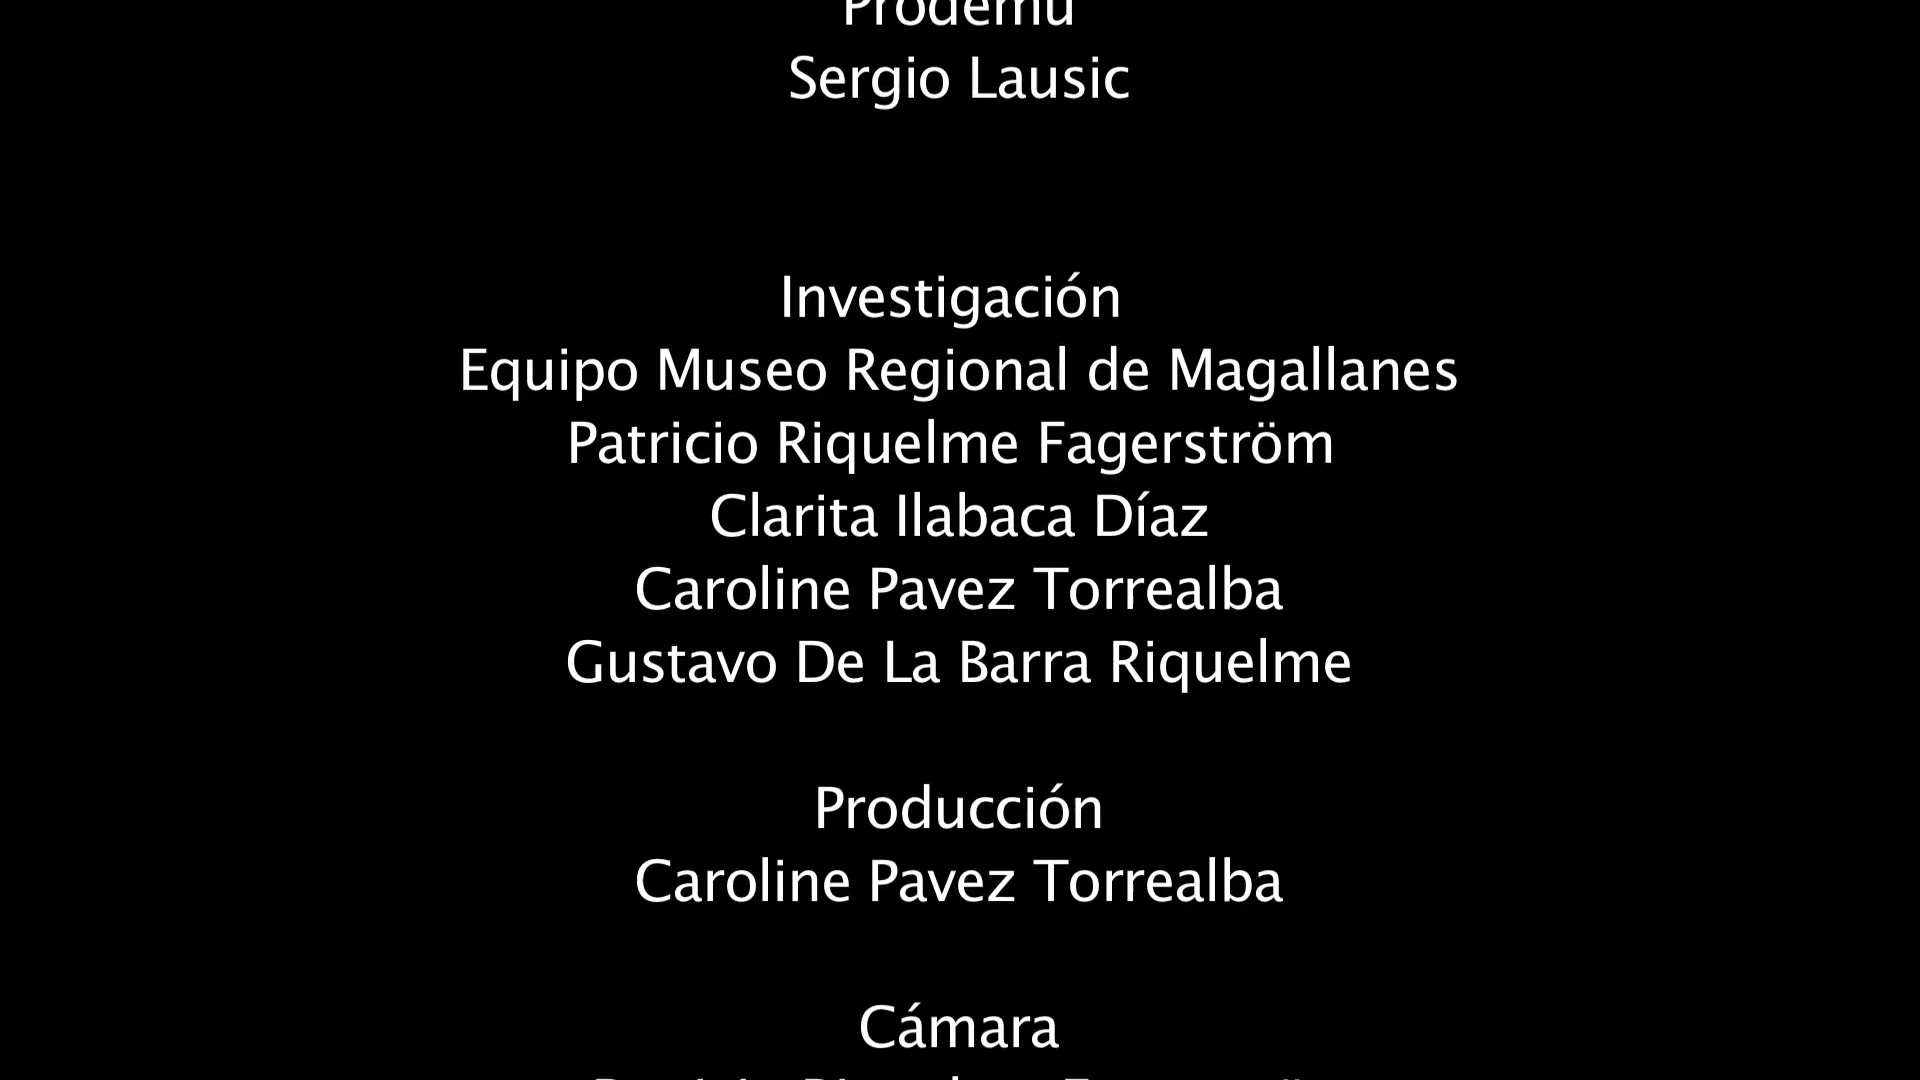 Prodemu
Sergio Lausic
Investigación
Equipo Museo Regional de Magallanes
Patricio Riquelme Fagerström
Clarita Ilabaca Díaz
Caroline Pavez Torrealba
Gustavo De La Barra Riquelme
Producción
Caroline Pavez Torrealba
Cámara